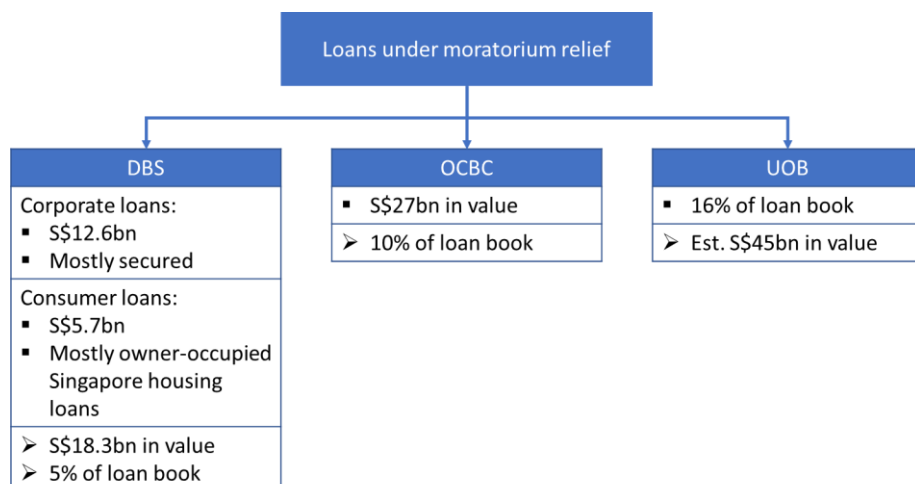 Loans under moratorium relief
DBS
Corporate loans:
▪ S$12.6bn
▪ Mostly secured
Consumer loans:
▪ S$5.7bn
▪ Mostly owner-occupied
Singapore housing
loans
➢ S$18.3bn in value
➢ 5% of loan book
OCBC
▪ S$27bn in value
➢ 10% of loan book
UOB
▪ 16% of loan book
➢ Est. S$45bn in value